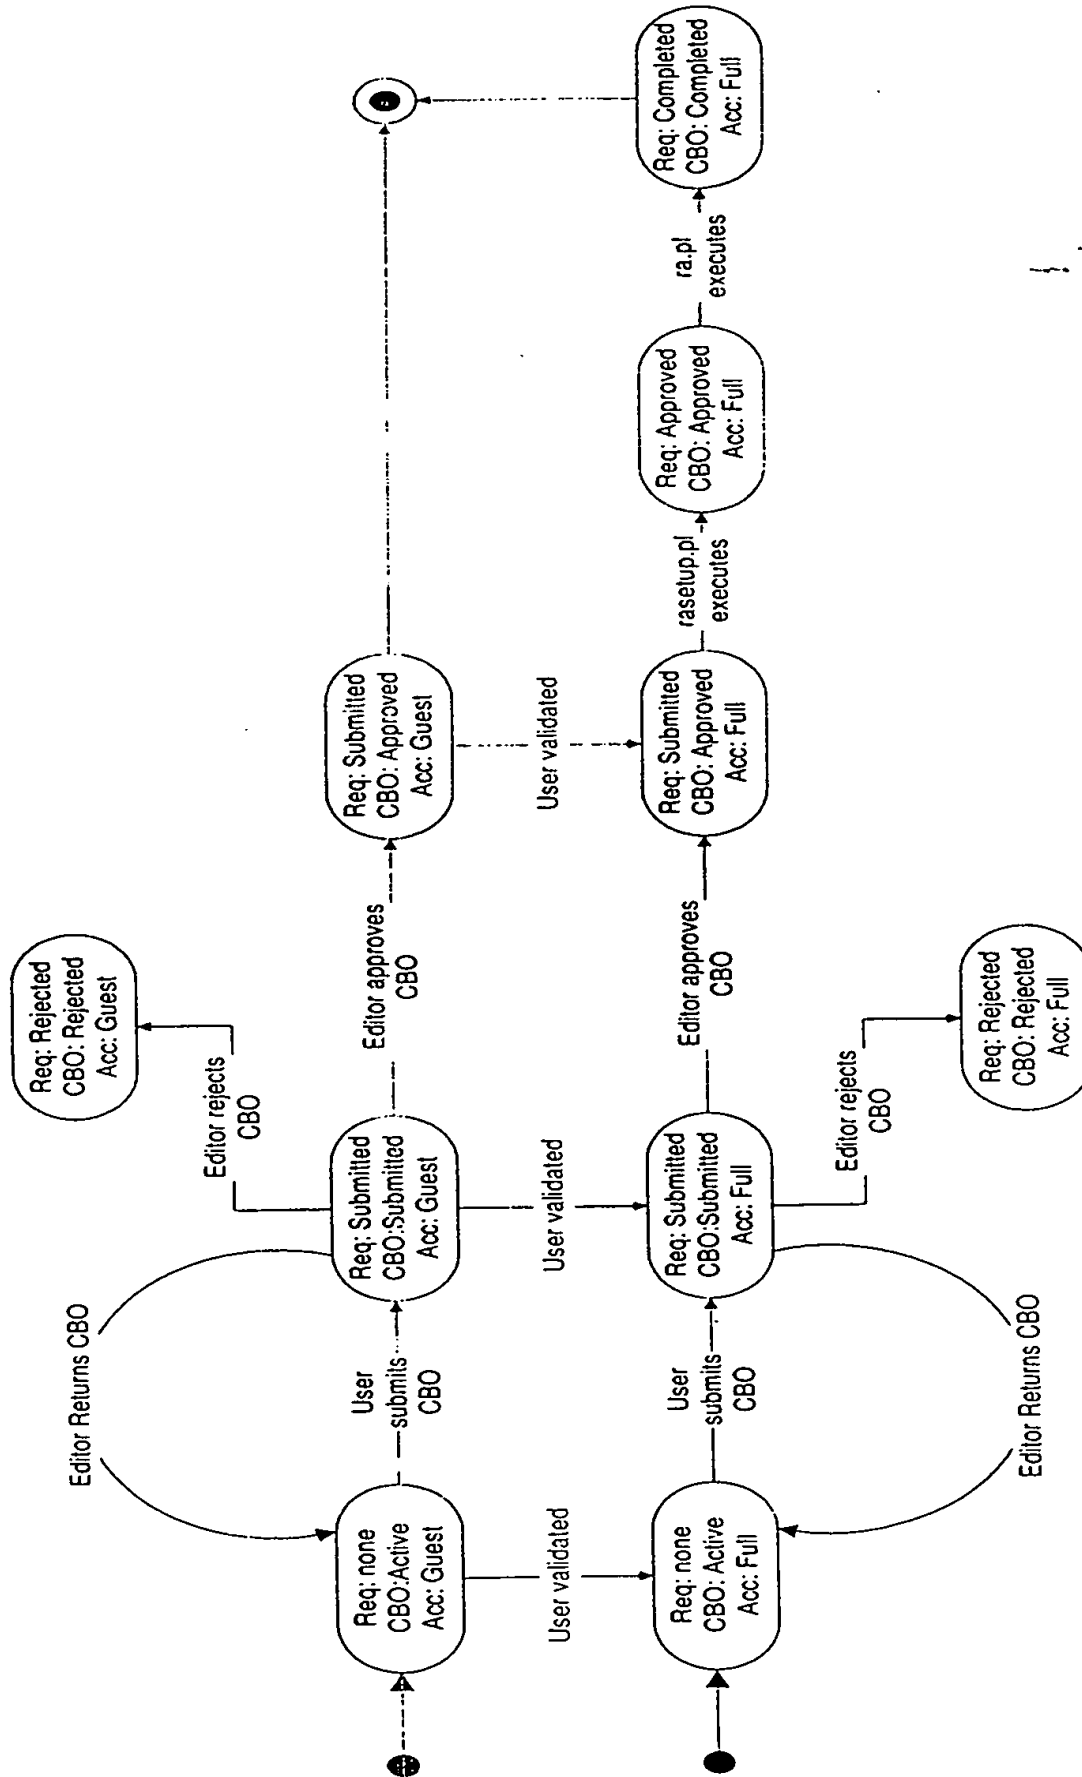 Req: Rejected
CBO: Rejected
Acc: Guest
Editor rejects
CBO
Editor Returns CBO
Req: none
CBO:Active
Acc: Guest
User
submits
CBO
Req: Submitted
CBO:Submitted
Acc: Guest
Editor approves
CBO
Req: Submitted
CBO: Approved
Acc: Guest
User validated
User validated
User validated
Req: none
CBO: Active
Acc: Full
User
submits
CBO
Req: Submitted
CBO:Submitted
Acc: Full
Editor approves
CBO
Req: Submitted
CBO: Approved
Acc: Full
rasetup.pl
executes
Req: Approved
CBO: Approved
Acc: Full
ra.pl
executes
Req: Completed
CBO: Completed
Acc: Full
Editor rejects
CBO
Editor Returns CBO
Req: Rejected
CBO: Rejected
Acc: Full